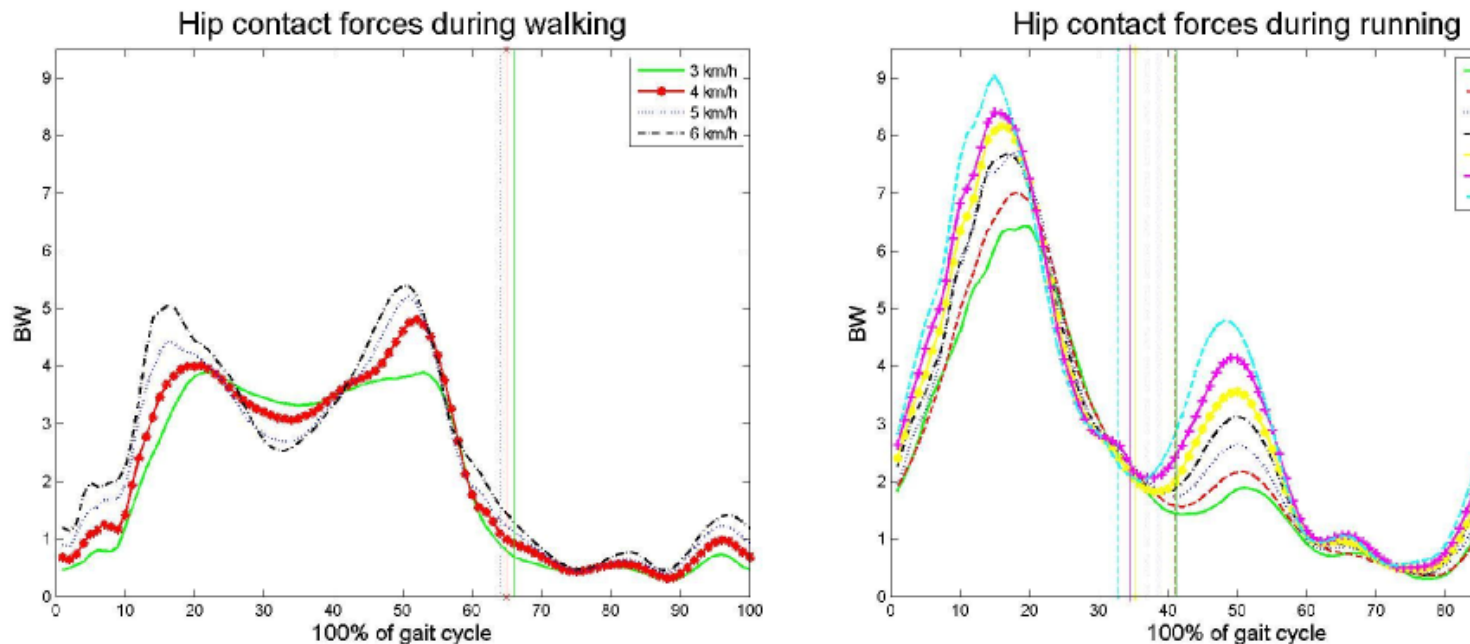 Hip contact forces during walking
9
8
7
6
5
4
3
2
1
0
BW
3 km/h
4 km/h
5 km/h
6 km/h
0 10 20 30 40 50 60 70 80 90 100
100% of gait cycle
Hip contact forces during running
9
8
7
6
5
4
3
2
1
0
BW
0 10 20 30 40 50 60 70 80
100% of gait cycle